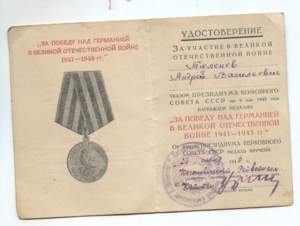 „ЗА ПОБЕДУ НАД ГЕРМАНИЕЙ
В ВЕЛИКОЙ ОТЕЧЕСТВЕННОЙ ВОЙНЕ
1941—1945 гг.“
УДОСТОВЕРЕНИЕ
ЗА УЧАСТИЕ В ВЕЛИКОЙ
ОТЕЧЕСТВЕННОЙ ВОЙНЕ
Тюленев
Андрей Васильевич
УКАЗОМ ПРЕЗИДИУМА ВЕРХОВНОГО
СОВЕТА СССР от 9 мая 1945 года
НАГРАЖДЕН МЕДАЛЬЮ
„ЗА ПОБЕДУ НАД ГЕРМАНИЕЙ
В ВЕЛИКОЙ ОТЕЧЕСТВЕННОЙ
ВОЙНЕ 1941—1945 гг.“
От имени ПРЕЗИДИУМА ВЕРХОВНОГО
СОВЕТА СССР МЕДАЛЬ ВРУЧЕНА
194